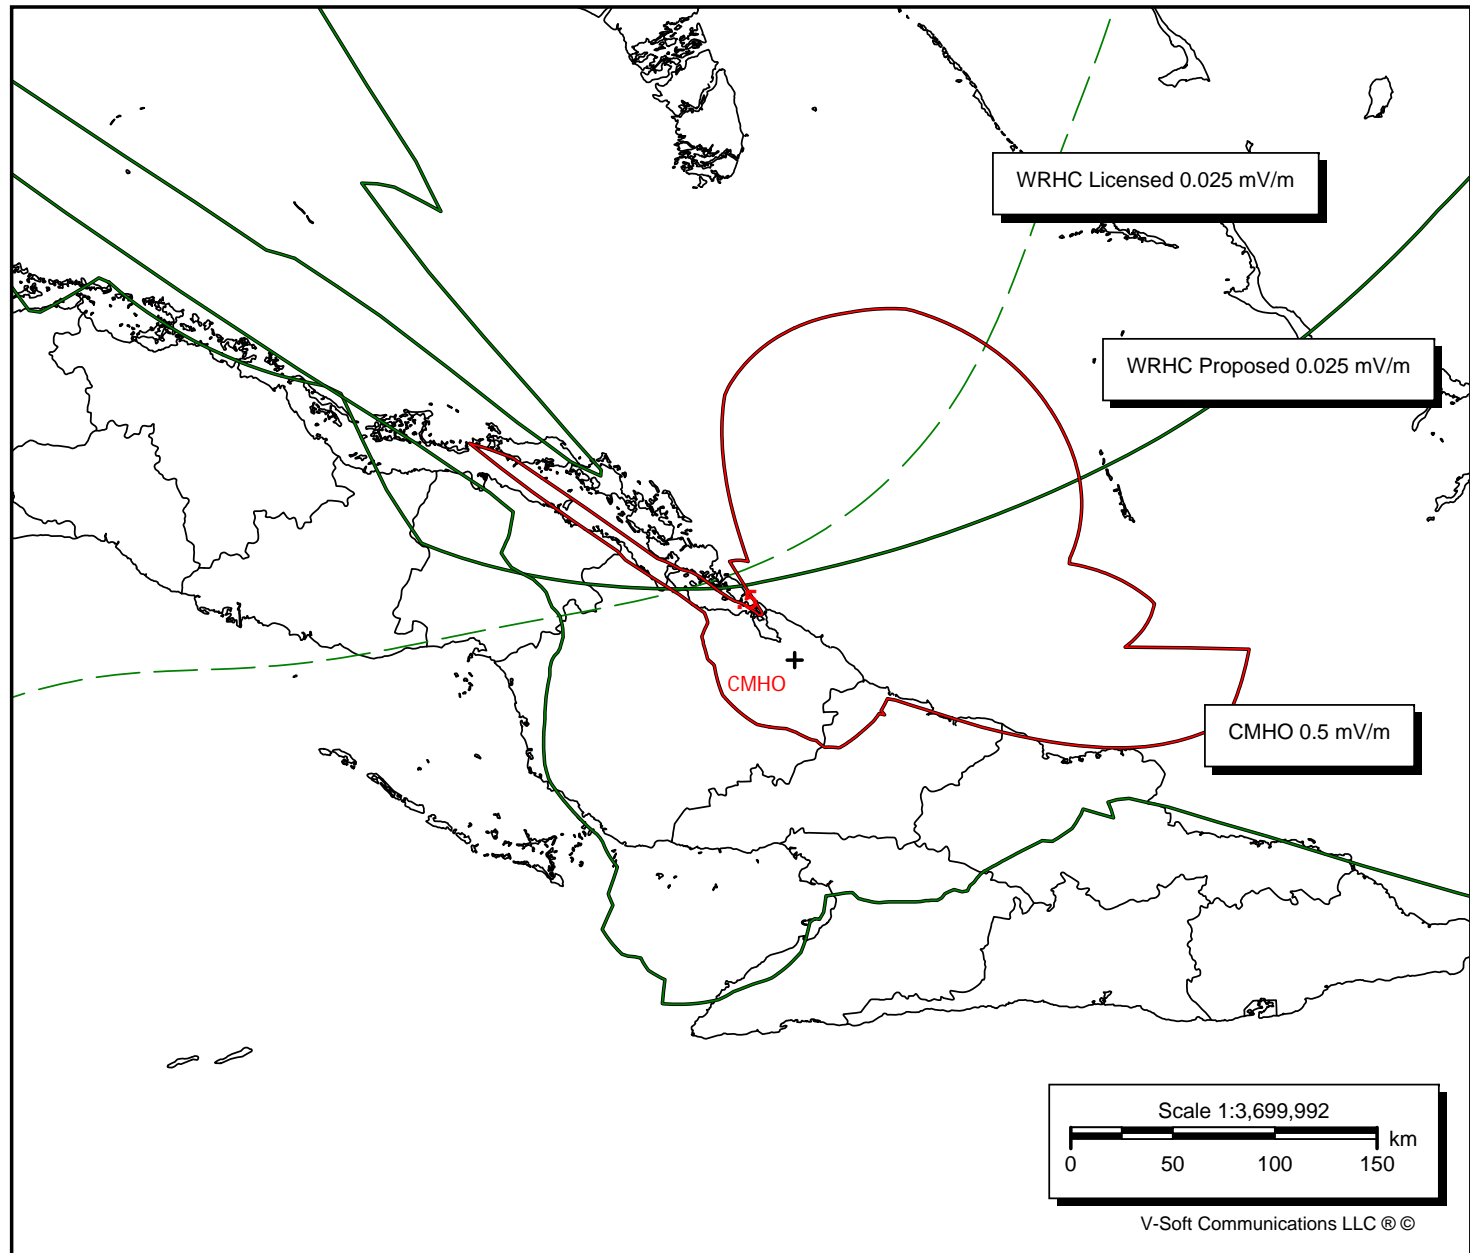 WRHC Licensed 0.025 mV/m
WRHC Proposed 0.025 mV/m
CMHO
CMHO 0.5 mV/m
Scale 1:3,699,992
km
0 50 100 150
V-Soft Communications LLC ® ©